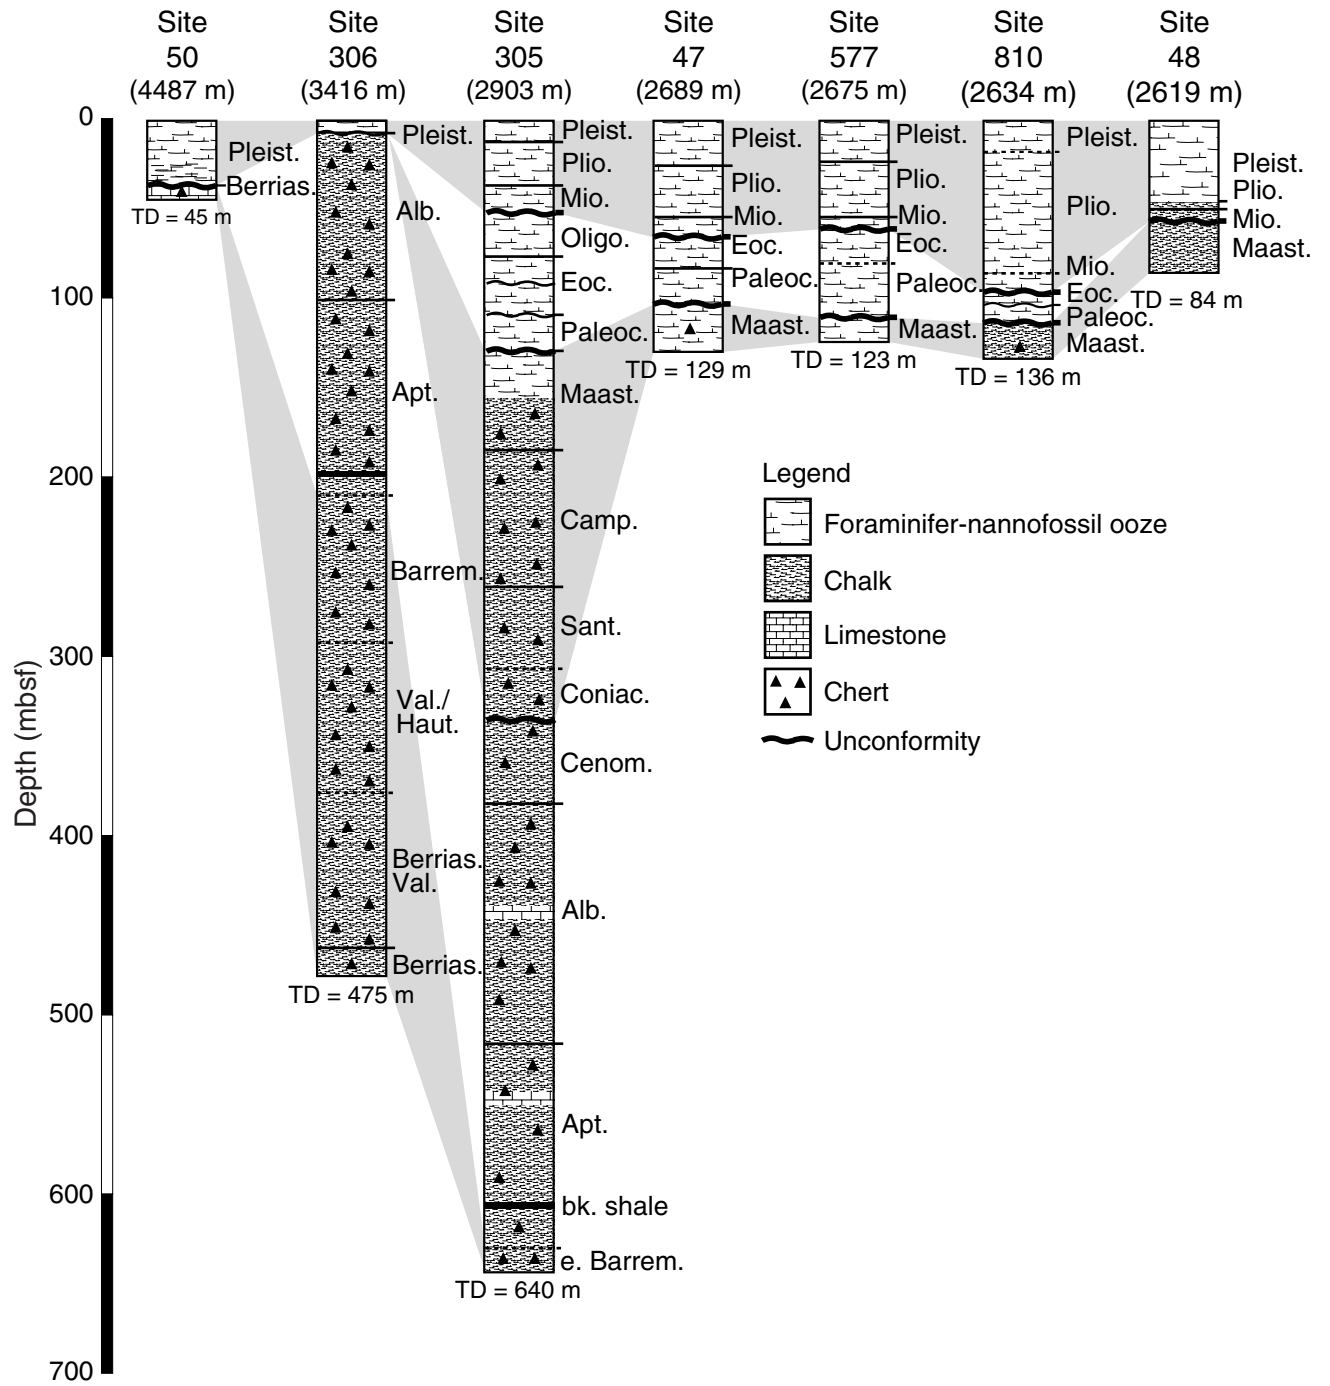 Site 50 (4487 m)
Site 306 (3416 m)
Site 305 (2903 m)
Site 47 (2689 m)
Site 577 (2675 m)
Site 810 (2634 m)
Site 48 (2619 m)
Depth (mbsf)
0
100
200
300
400
500
600
700
Pleist.
Berrias.
TD = 45 m
Pleist.
Alb.
Apt.
Barrem.
Val./
Haut.
Berrias.
Val.
Berrias.
TD = 475 m
Pleist.
Plio.
Mio.
Oligo.
Eoc.
Paleoc.
Maast.
Camp.
Sant.
Coniac.
Cenom.
Alb.
Apt.
bk. shale
e. Barrem.
TD = 640 m
Pleist.
Plio.
Mio.
Eoc.
Paleoc.
Maast.
TD = 129 m
Pleist.
Plio.
Mio.
Eoc.
Paleoc.
Maast.
TD = 123 m
Pleist.
Plio.
Mio.
Eoc.
Paleoc.
Maast.
TD = 136 m
Pleist.
Plio.
Mio.
Maast.
TD = 84 m
Legend
Foraminifer-nannofossil ooze
Chalk
Limestone
Chert
Unconformity